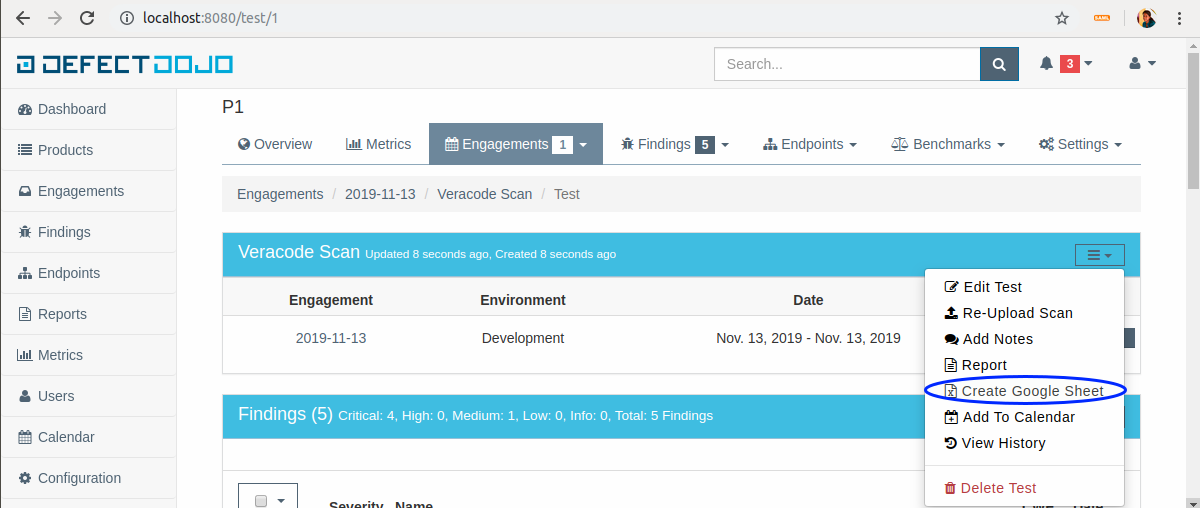 localhost:8080/test/1
DEFECTDOJO
Search...
3
Dashboard
Products
Engagements
Findings
Endpoints
Reports
Metrics
Users
Calendar
Configuration
P1
Overview Metrics Engagements 1 Findings 5 Endpoints Benchmarks Settings
Engagements / 2019-11-13 / Veracode Scan / Test
Veracode Scan Updated 8 seconds ago, Created 8 seconds ago
Engagement Environment Date
2019-11-13 Development Nov. 13, 2019 - Nov. 13, 2019
Edit Test
Re-Upload Scan
Add Notes
Report
Create Google Sheet
Add To Calendar
View History
Delete Test
Findings (5) Critical: 4, High: 0, Medium: 1, Low: 0, Info: 0, Total: 5 Findings
Severity Name Date